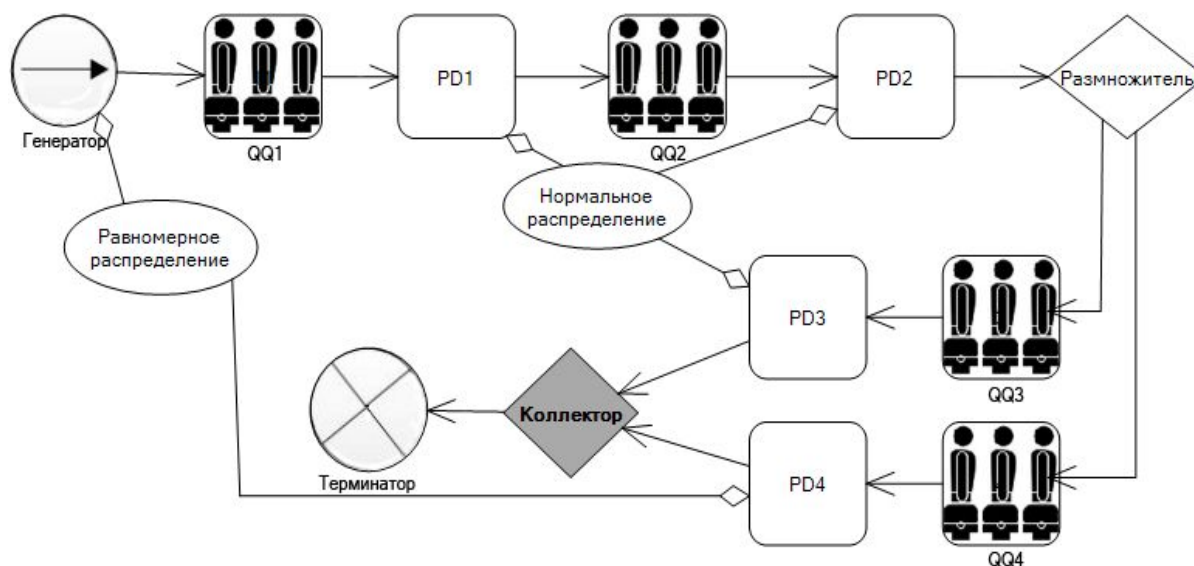 Генератор
QQ1
PD1
QQ2
PD2
Размножитель
Равномерное
распределение
Нормальное
распределение
PD3
QQ3
Коллектор
Терминатор
PD4
QQ4